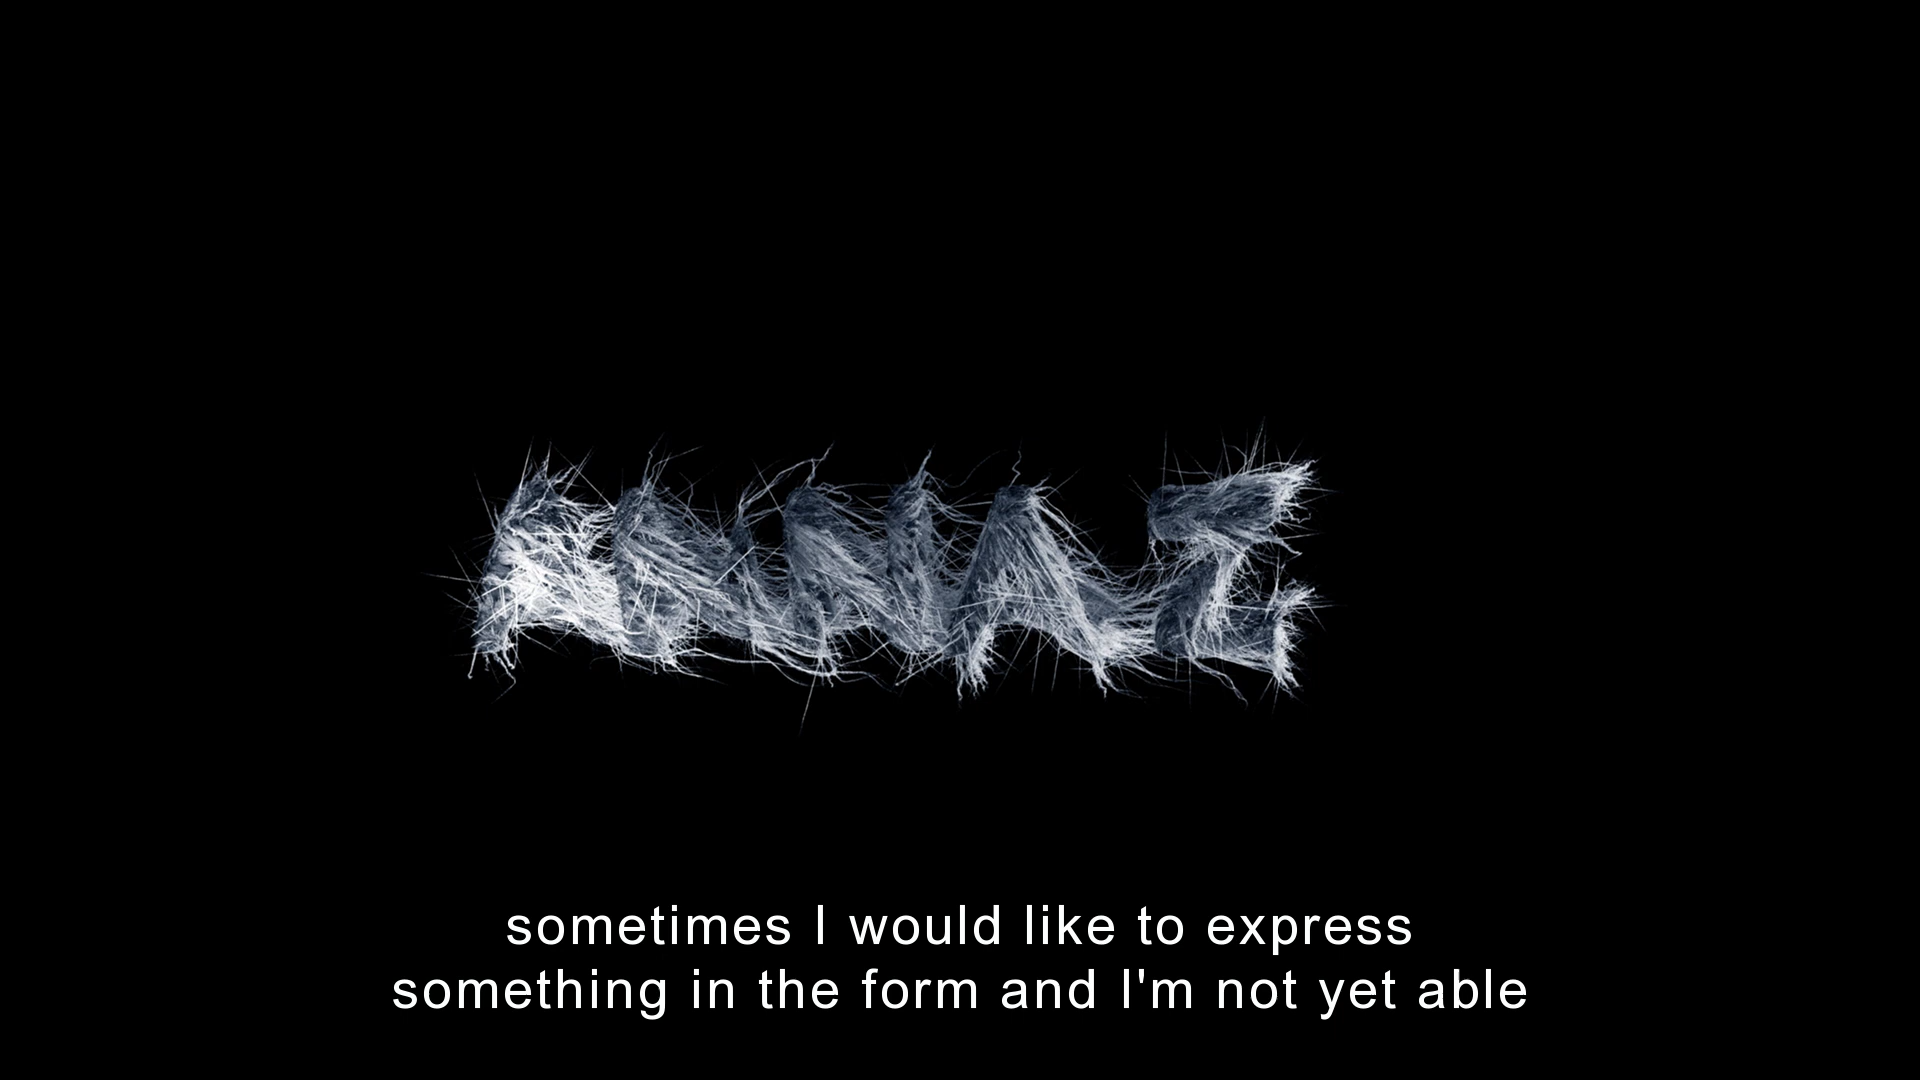 sometimes I would like to express
something in the form and I'm not yet able